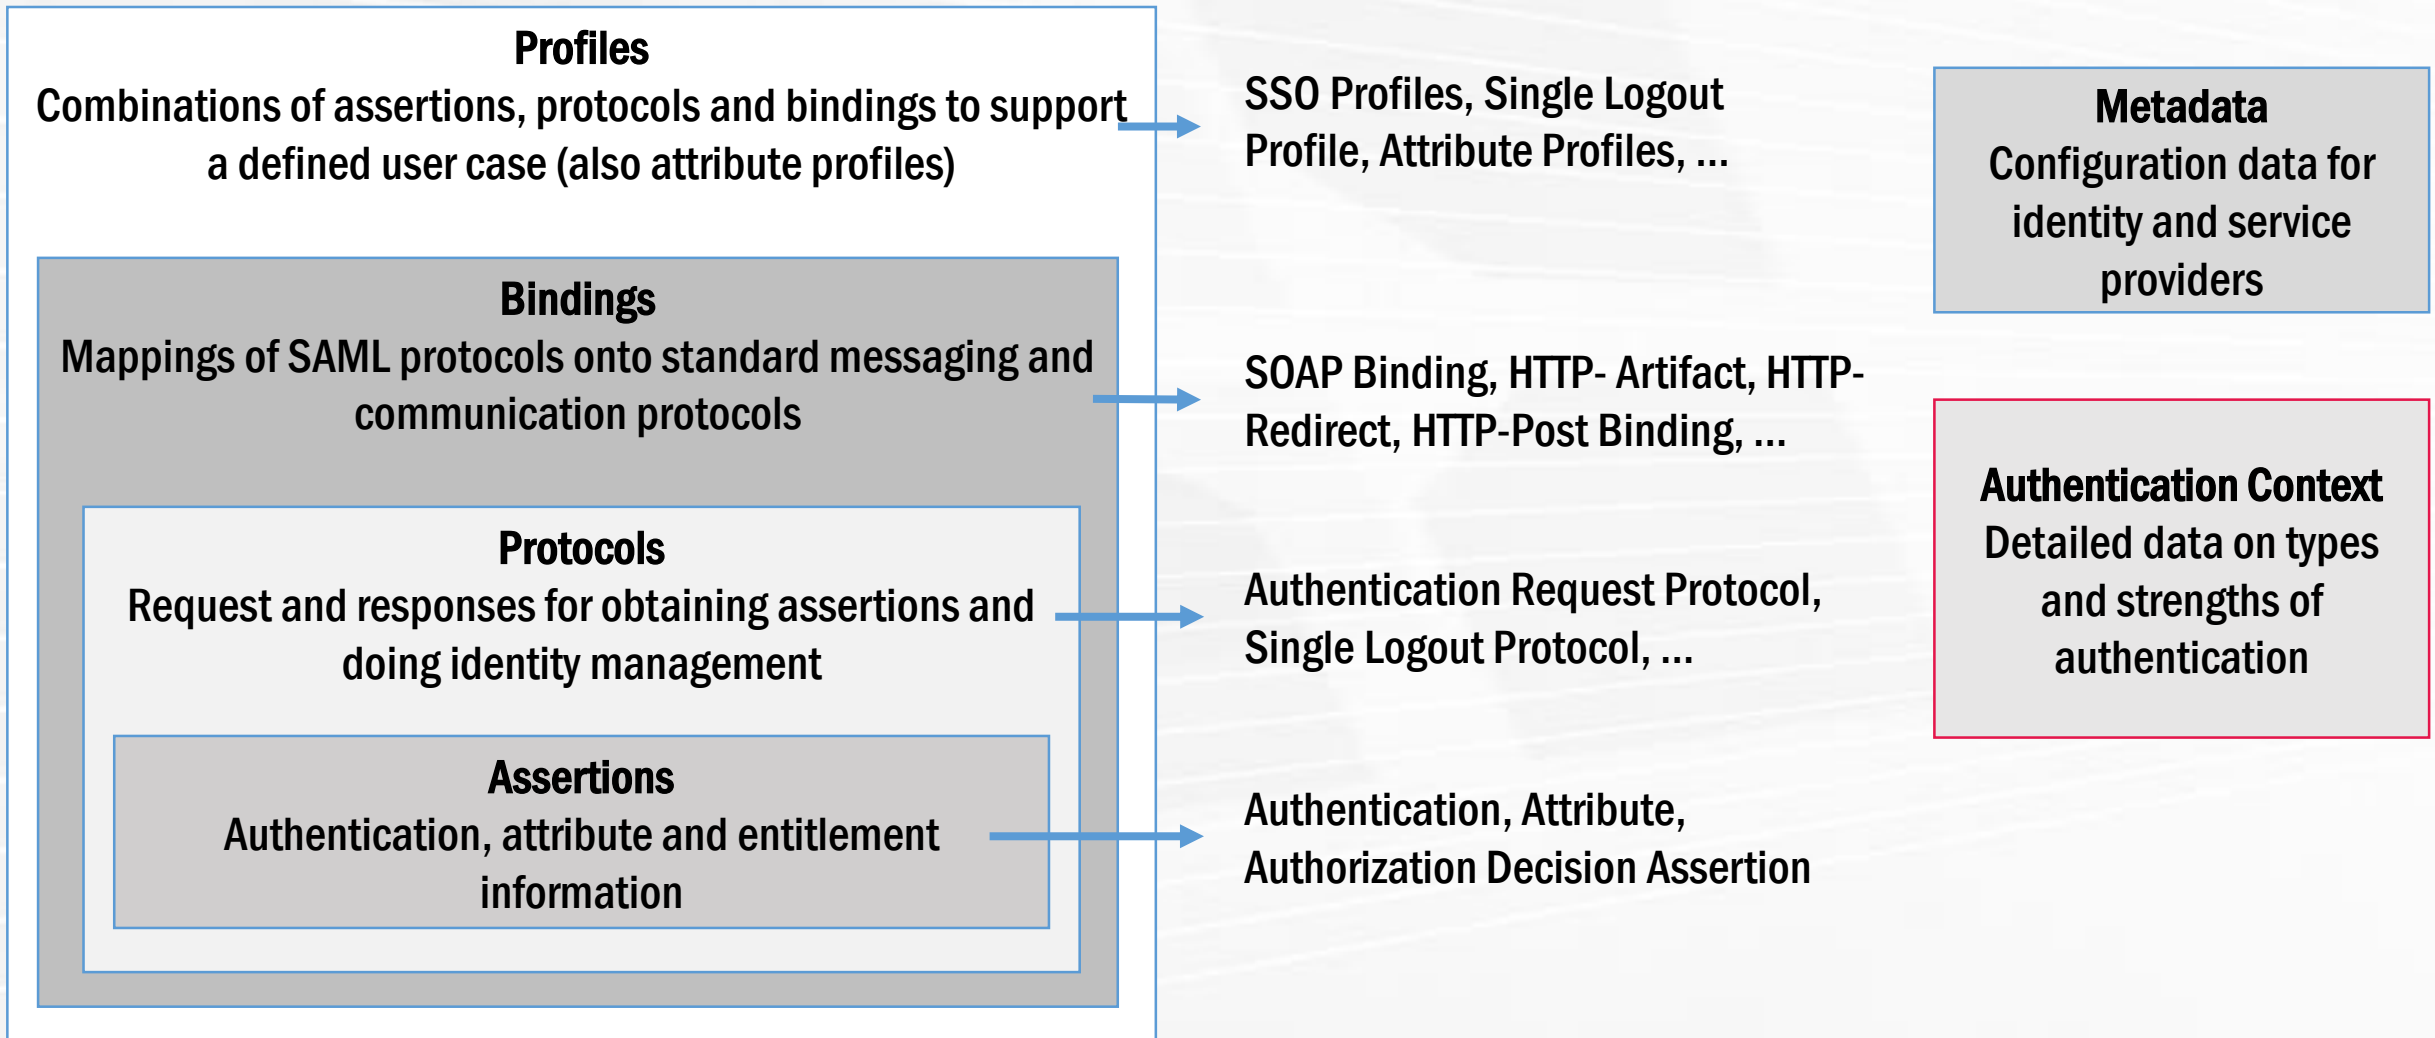 Profiles
Combinations of assertions, protocols and bindings to support
a defined user case (also attribute profiles)
SSO Profiles, Single Logout
Profile, Attribute Profiles, ...
Metadata
Configuration data for
identity and service
providers
Bindings
Mappings of SAML protocols onto standard messaging and
communication protocols
SOAP Binding, HTTP- Artifact, HTTP-
Redirect, HTTP-Post Binding, ...
Authentication Context
Detailed data on types
and strengths of
authentication
Protocols
Request and responses for obtaining assertions and
doing identity management
Authentication Request Protocol,
Single Logout Protocol, ...
Assertions
Authentication, attribute and entitlement
information
Authentication, Attribute,
Authorization Decision Assertion